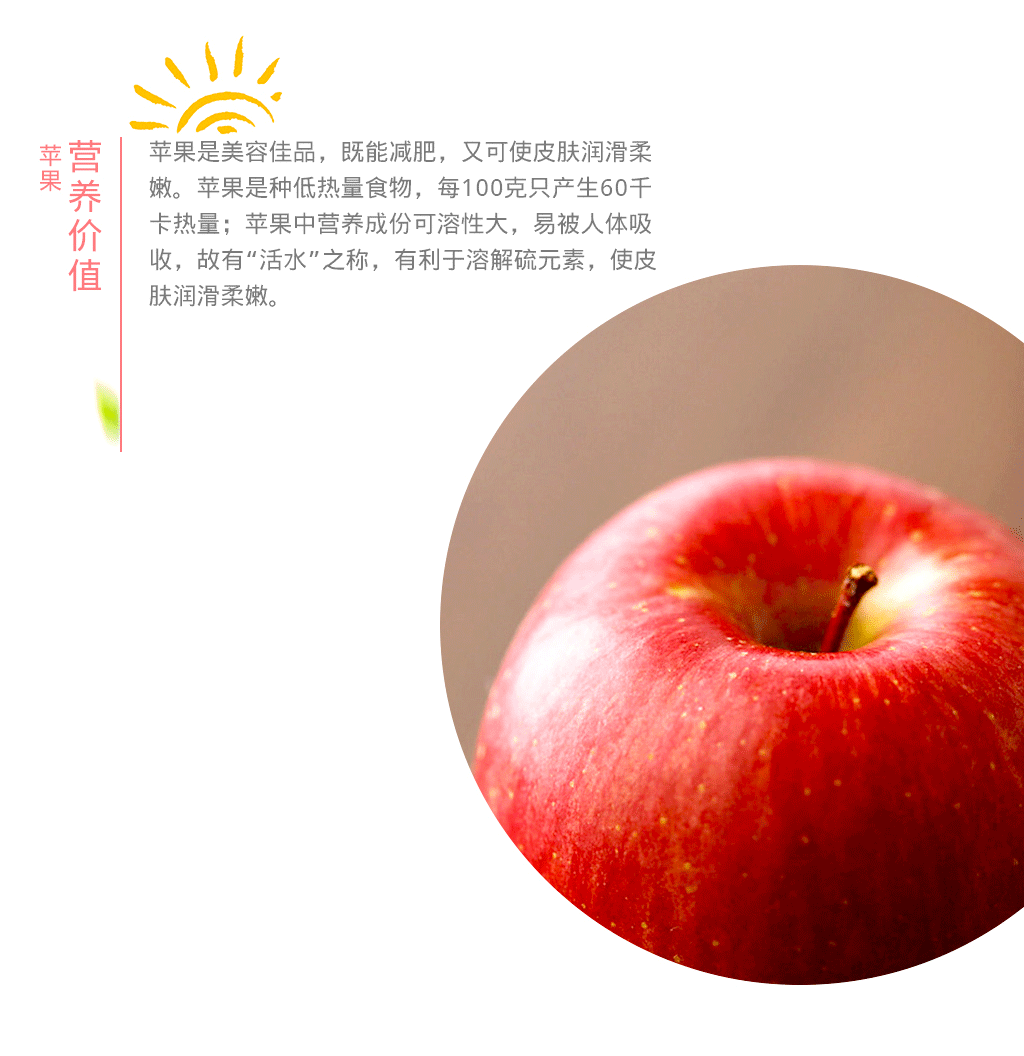 苹果
营养价值
苹果是美容佳品，既能减肥，又可使皮肤润滑柔
嫩。苹果是种低热量食物，每100克只产生60千
卡热量；苹果中营养成份可溶性大，易被人体吸
收，故有“活水”之称，有利于溶解硫元素，使皮
肤润滑柔嫩。